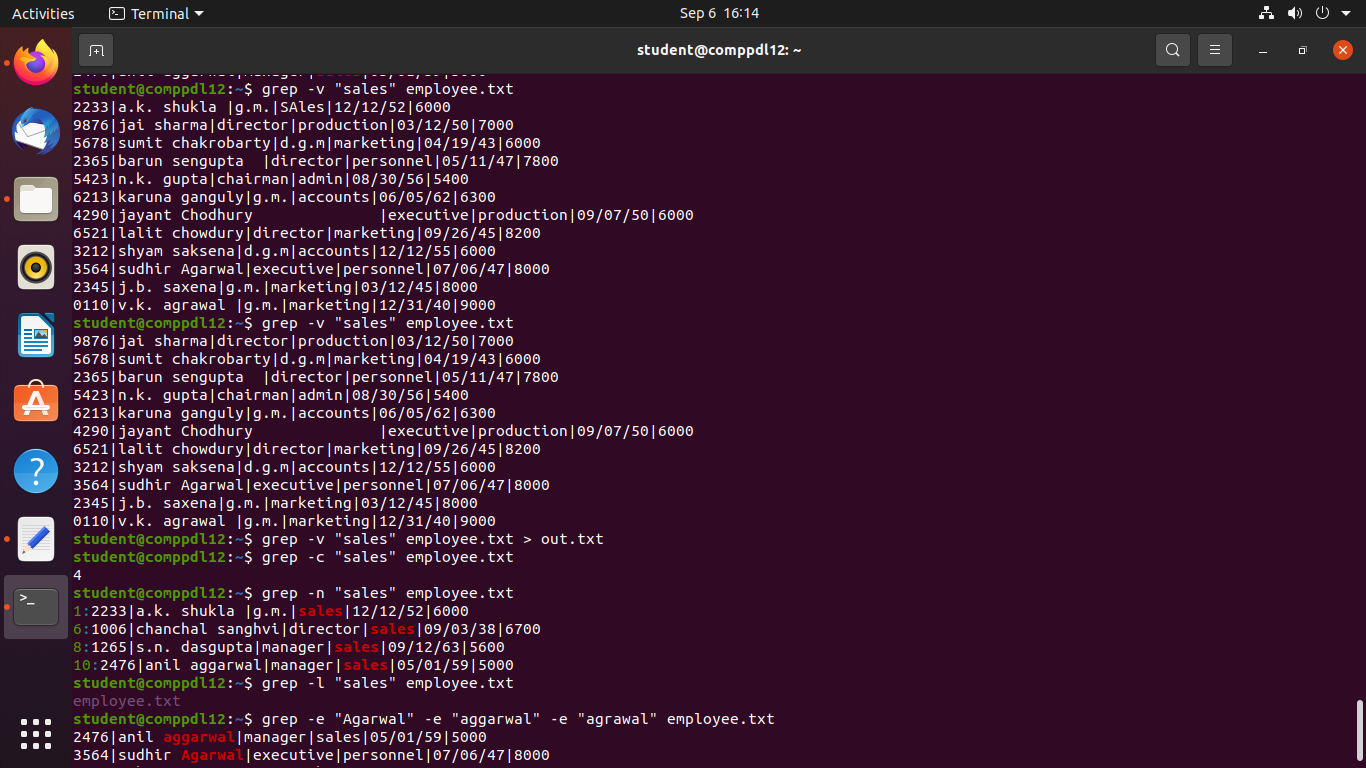 Activities Terminal Sep 6 16:14
student@comppdl12: ~
student@comppdl12:~$ grep -v "sales" employee.txt
2233|a.k. shukla |g.m.|SAles|12/12/52|6000
9876|jai sharma|director|production|03/12/50|7000
5678|sumit chakrobarty|d.g.m|marketing|04/19/43|6000
2365|barun sengupta  |director|personnel|05/11/47|7800
5423|n.k. gupta|chairman|admin|08/30/56|5400
6213|karuna ganguly|g.m.|accounts|06/05/62|6300
4290|jayant Chodhury              |executive|production|09/07/50|6000
6521|lalit chowdury|director|marketing|09/26/45|8200
3212|shyam saksena|d.g.m|accounts|12/12/55|6000
3564|sudhir Agarwal|executive|personnel|07/06/47|8000
2345|j.b. saxena|g.m.|marketing|03/12/45|8000
0110|v.k. agrawal |g.m.|marketing|12/31/40|9000
student@comppdl12:~$ grep -v "sales" employee.txt
9876|jai sharma|director|production|03/12/50|7000
5678|sumit chakrobarty|d.g.m|marketing|04/19/43|6000
2365|barun sengupta  |director|personnel|05/11/47|7800
5423|n.k. gupta|chairman|admin|08/30/56|5400
6213|karuna ganguly|g.m.|accounts|06/05/62|6300
4290|jayant Chodhury              |executive|production|09/07/50|6000
6521|lalit chowdury|director|marketing|09/26/45|8200
3212|shyam saksena|d.g.m|accounts|12/12/55|6000
3564|sudhir Agarwal|executive|personnel|07/06/47|8000
2345|j.b. saxena|g.m.|marketing|03/12/45|8000
0110|v.k. agrawal |g.m.|marketing|12/31/40|9000
student@comppdl12:~$ grep -v "sales" employee.txt > out.txt
student@comppdl12:~$ grep -c "sales" employee.txt
4
student@comppdl12:~$ grep -n "sales" employee.txt
1:2233|a.k. shukla |g.m.|sales|12/12/52|6000
6:1006|chanchal sanghvi|director|sales|09/03/38|6700
8:1265|s.n. dasgupta|manager|sales|09/12/63|5600
10:2476|anil aggarwal|manager|sales|05/01/59|5000
student@comppdl12:~$ grep -l "sales" employee.txt
employee.txt
student@comppdl12:~$ grep -e "Agarwal" -e "aggarwal" -e "agrawal" employee.txt
2476|anil aggarwal|manager|sales|05/01/59|5000
3564|sudhir Agarwal|executive|personnel|07/06/47|8000